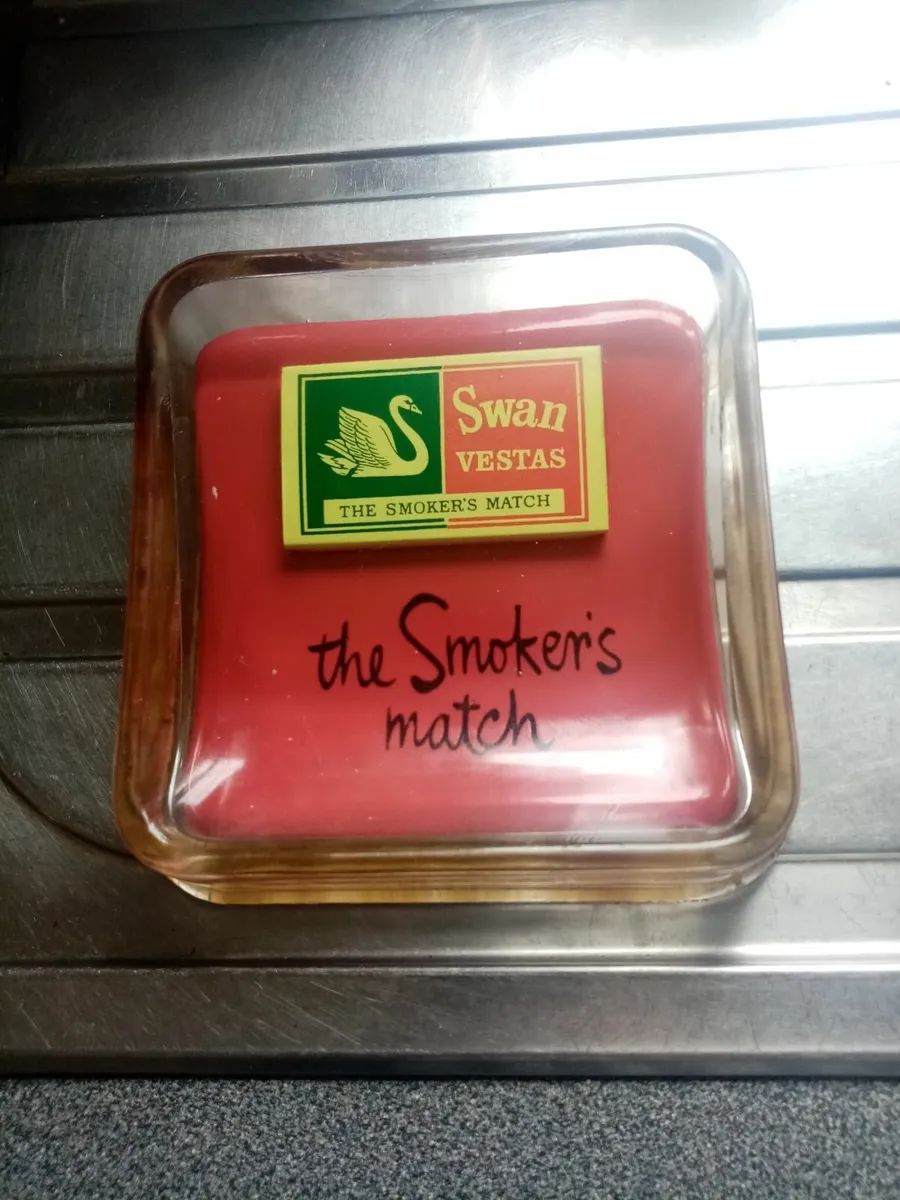 Swan
VESTAS
THE SMOKER'S MATCH
the Smoker's
match